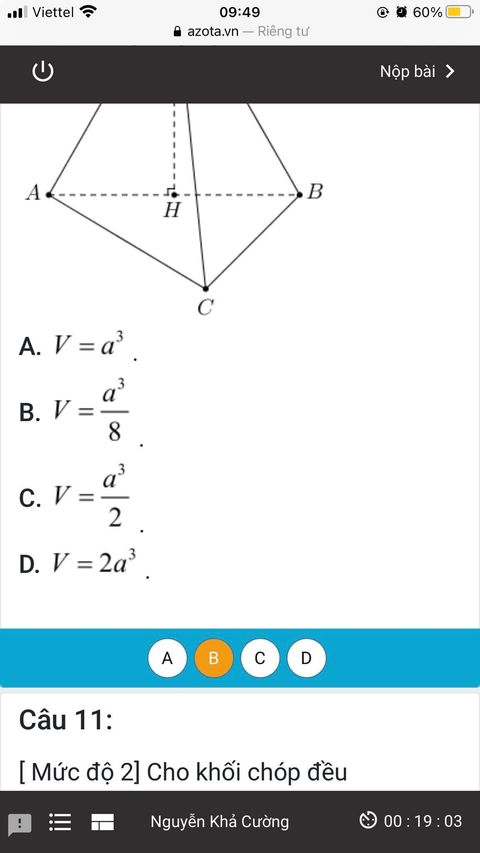 Viettel 09:49 60%
azota.vn — Riêng tư
Nộp bài
A B
H
C
A. V = a³ .
B. V = a³/8 .
C. V = a³/2 .
D. V = 2a³ .
A B C D
Câu 11:
[ Mức độ 2] Cho khối chóp đều
Nguyễn Khả Cường 00 : 19 : 03